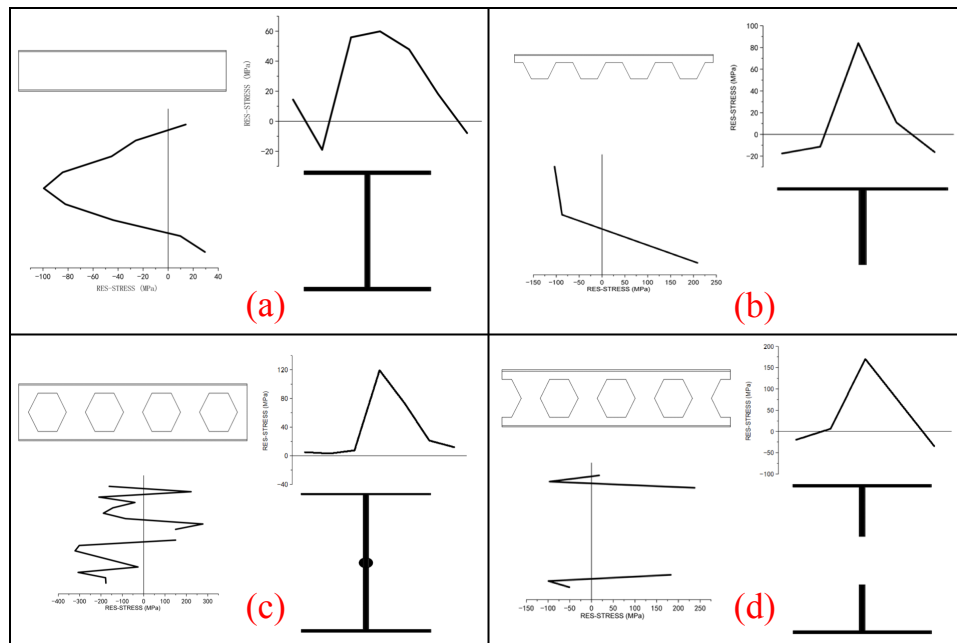 60
40
20
0
−20
RES-STRESS (MPa)
−100 −80 −60 −40 −20 0 20 40
RES-STRESS (MPa)
(a)
100
80
60
40
20
0
−20
RES-STRESS (MPa)
−150 −100 −50 0 50 100 150 200 250
RES-STRESS (MPa)
(b)
120
80
40
0
−40
RES-STRESS (MPa)
−400 −300 −200 −100 0 100 200 300
RES-STRESS (MPa)
(c)
200
150
100
50
0
−50
−100
RES-STRESS (MPa)
−150 −100 −50 0 50 100 150 200 250
RES-STRESS (MPa)
(d)